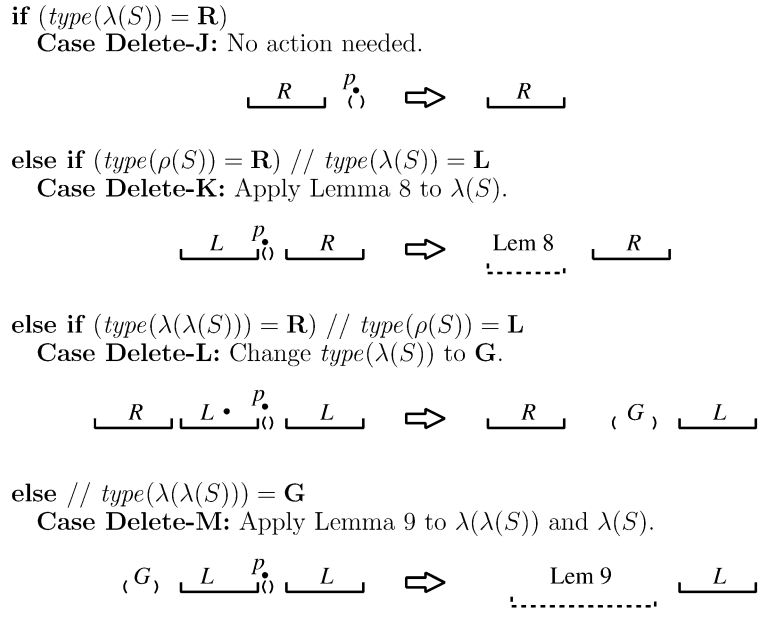 if (type(λ(S)) = R)
Case Delete-J: No action needed.
R p ( ) R
else if (type(ρ(S)) = R) // type(λ(S)) = L
Case Delete-K: Apply Lemma 8 to λ(S).
L p () R Lem 8 R
else if (type(λ(λ(S))) = R) // type(ρ(S)) = L
Case Delete-L: Change type(λ(S)) to G.
R L • p () L R ( G ) L
else // type(λ(λ(S))) = G
Case Delete-M: Apply Lemma 9 to λ(λ(S)) and λ(S).
( G ) L p () L Lem 9 L